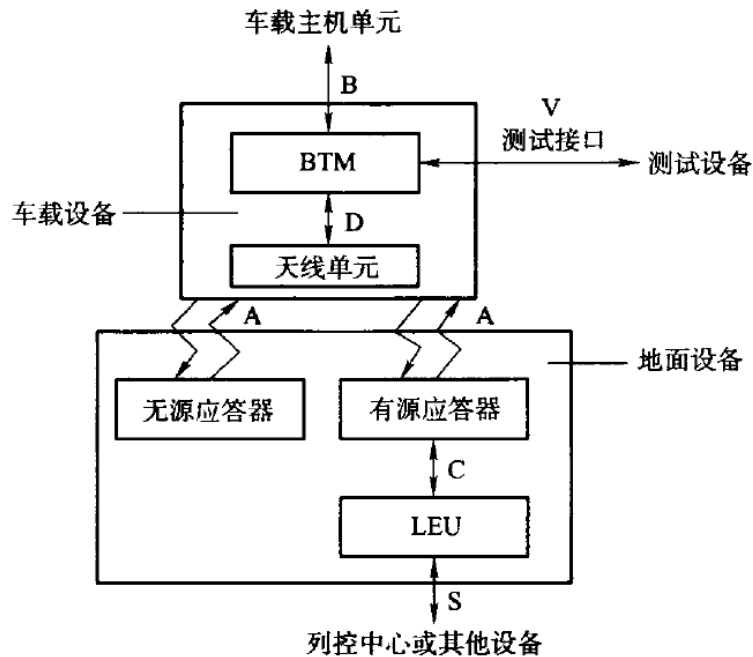 车载主机单元
B
V
测试接口
BTM
测试设备
车载设备
D
天线单元
A
A
地面设备
无源应答器
有源应答器
C
LEU
S
列控中心或其他设备